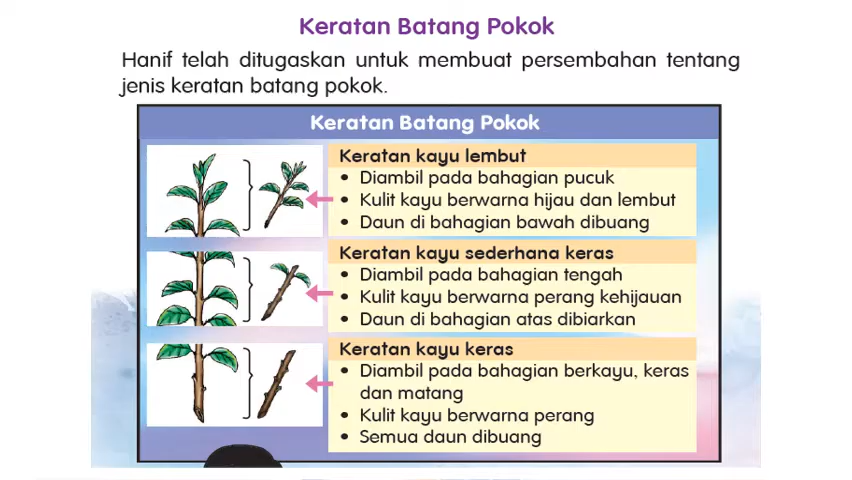 Keratan Batang Pokok
Hanif telah ditugaskan untuk membuat persembahan tentang
jenis keratan batang pokok.
Keratan Batang Pokok
Keratan kayu lembut
• Diambil pada bahagian pucuk
• Kulit kayu berwarna hijau dan lembut
• Daun di bahagian bawah dibuang
Keratan kayu sederhana keras
• Diambil pada bahagian tengah
• Kulit kayu berwarna perang kehijauan
• Daun di bahagian atas dibiarkan
Keratan kayu keras
• Diambil pada bahagian berkayu, keras
dan matang
• Kulit kayu berwarna perang
• Semua daun dibuang